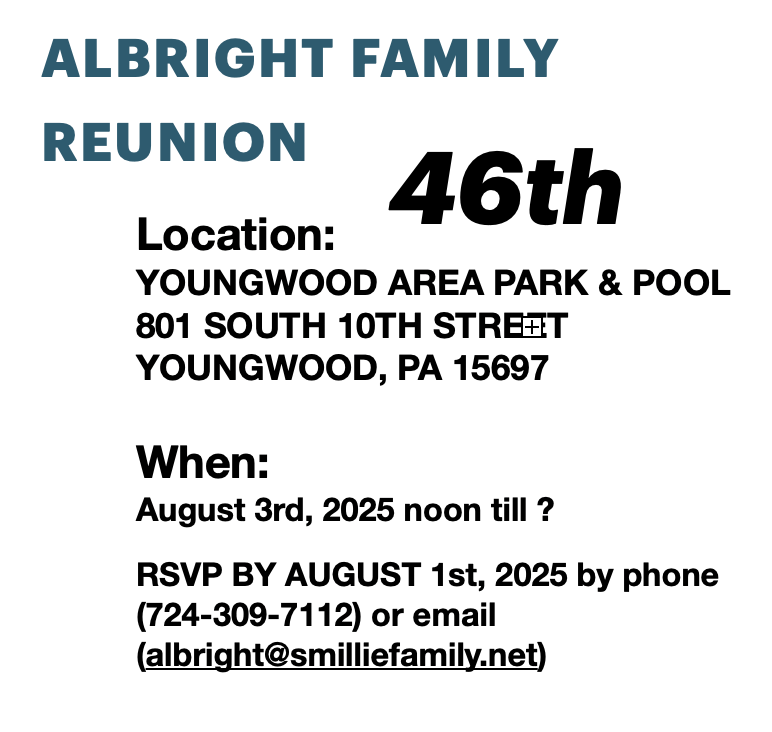 ALBRIGHT FAMILY
REUNION
46th
Location:
YOUNGWOOD AREA PARK & POOL
801 SOUTH 10TH STREET
YOUNGWOOD, PA 15697
When:
August 3rd, 2025 noon till ?
RSVP BY AUGUST 1st, 2025 by phone
(724-309-7112) or email
(albright@smilliefamily.net)